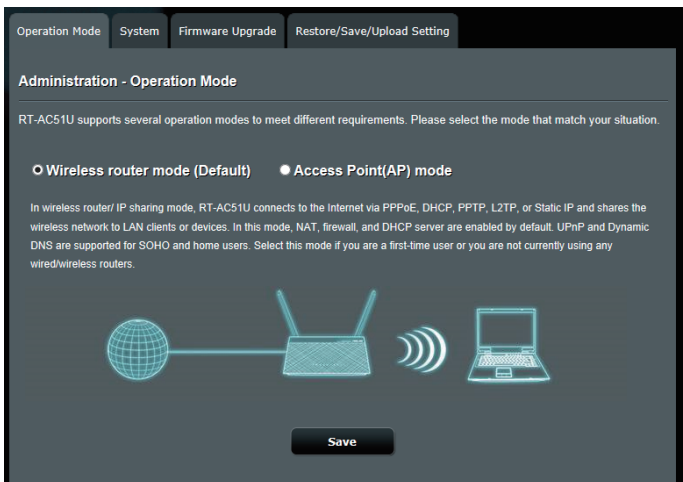 Operation Mode System Firmware Upgrade Restore/Save/Upload Setting
Administration - Operation Mode
RT-AC51U supports several operation modes to meet different requirements. Please select the mode that match your situation.
Wireless router mode (Default) Access Point(AP) mode
In wireless router/ IP sharing mode, RT-AC51U connects to the Internet via PPPoE, DHCP, PPTP, L2TP, or Static IP and shares the
wireless network to LAN clients or devices. In this mode, NAT, firewall, and DHCP server are enabled by default. UPnP and Dynamic
DNS are supported for SOHO and home users. Select this mode if you are a first-time user or you are not currently using any
wired/wireless routers.
Save